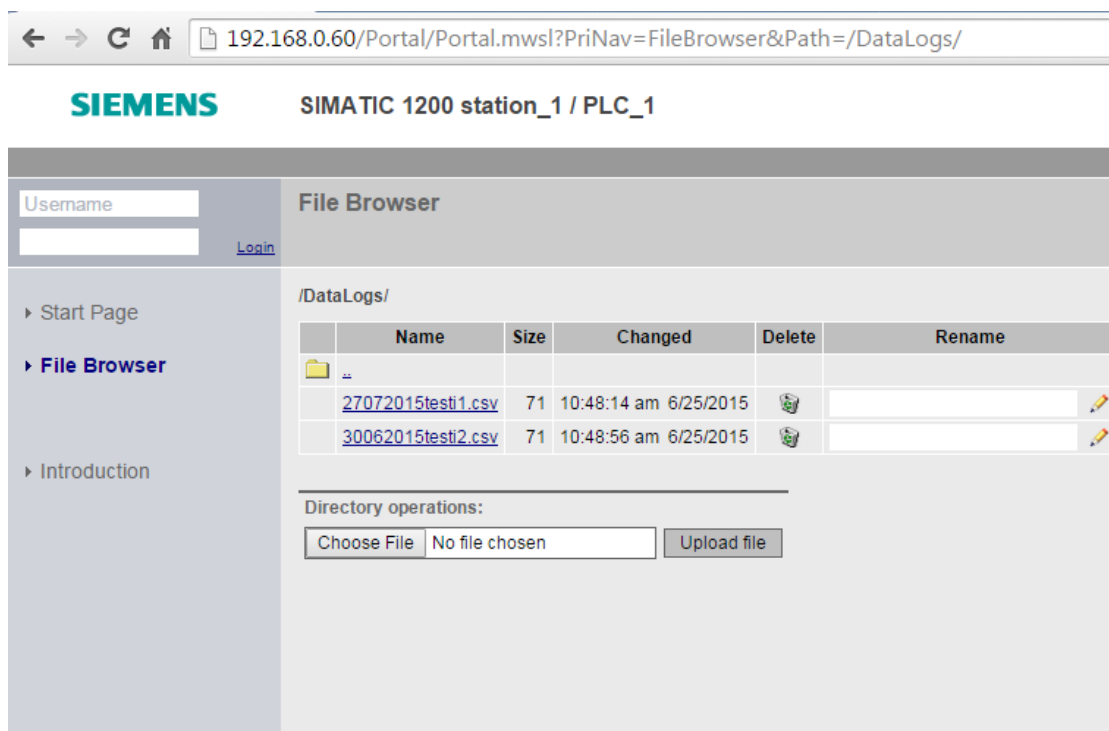 192.168.0.60/Portal/Portal.mwsl?PriNav=FileBrowser&Path=/DataLogs/
SIEMENS SIMATIC 1200 station_1 / PLC_1
Username
Login
File Browser
Start Page
File Browser
Introduction
/DataLogs/
Name Size Changed Delete Rename
..
27072015testi1.csv 71 10:48:14 am 6/25/2015
30062015testi2.csv 71 10:48:56 am 6/25/2015
Directory operations:
Choose File No file chosen Upload file